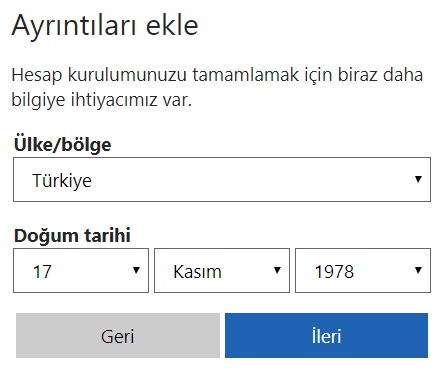 Ayrıntıları ekle
Hesap kurulumunuzu tamamlamak için biraz daha
bilgiye ihtiyacımız var.
Ülke/bölge
Türkiye
Doğum tarihi
17 Kasım 1978
Geri İleri